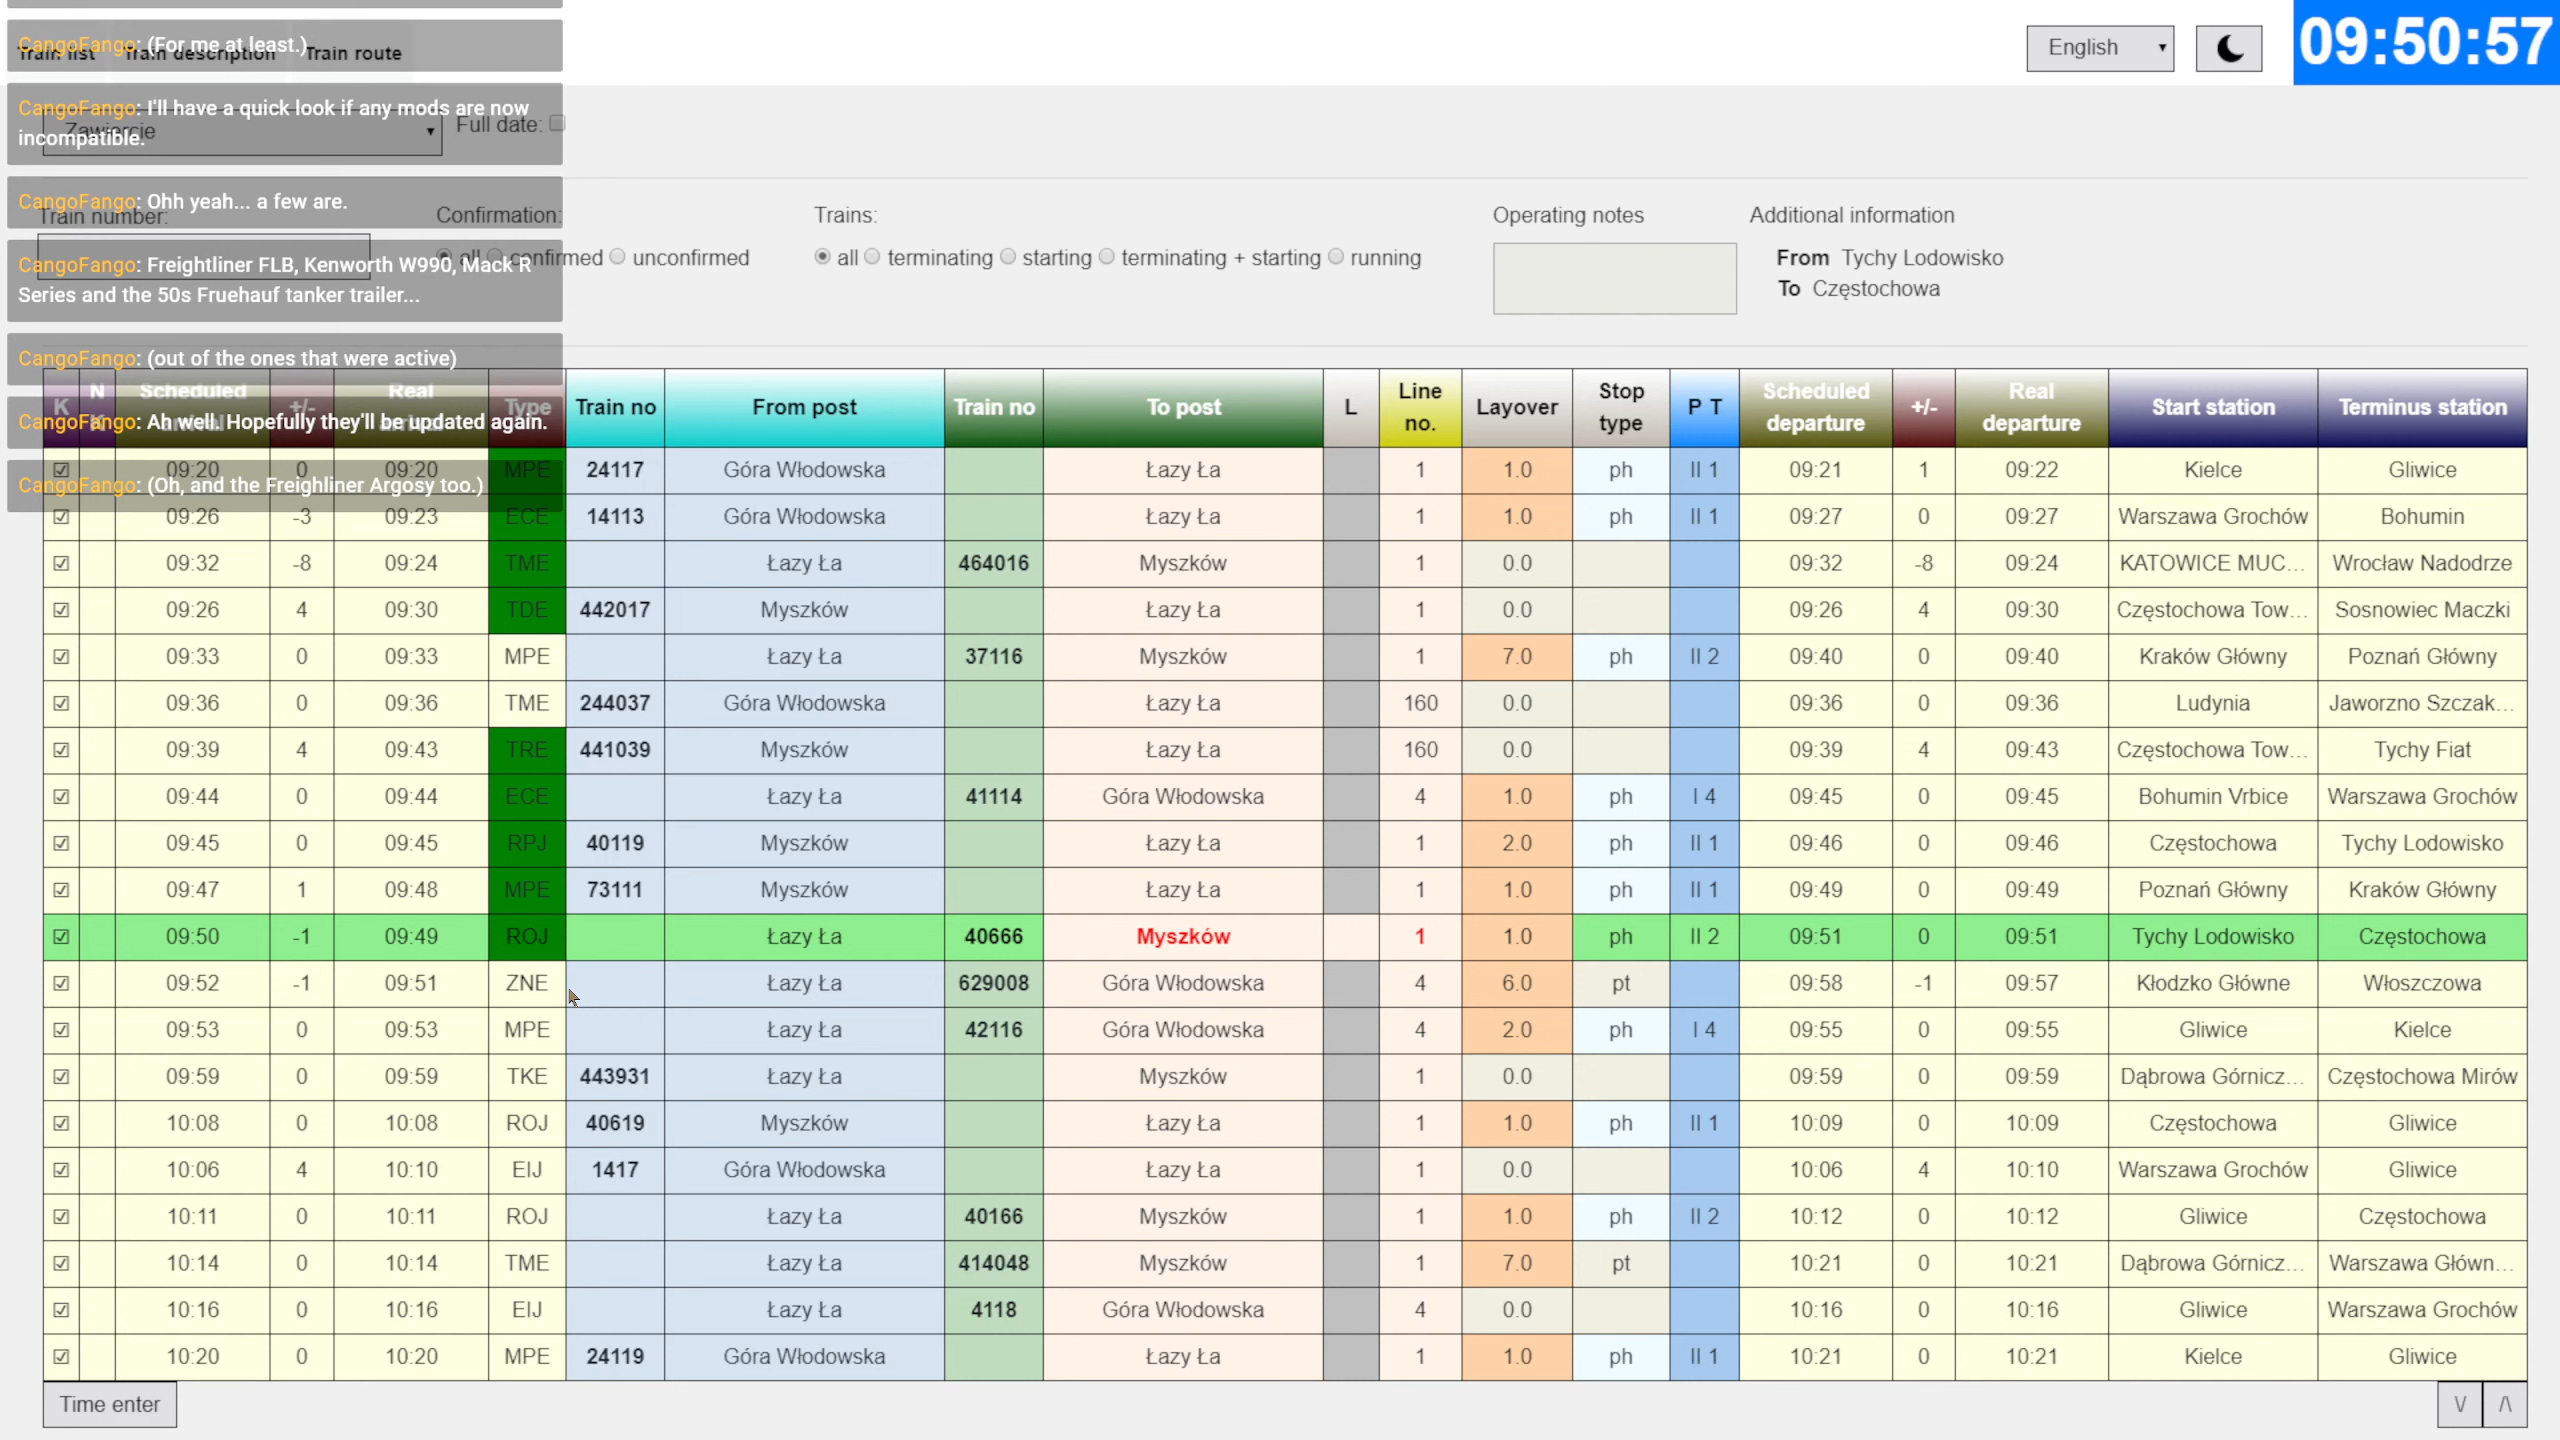 CangoFango: (For me at least.)
Train list Train description Train route
English
09:50:57
CangoFango: I'll have a quick look if any mods are now
incompatible.
Zawiercie
Full date:
CangoFango: Ohh yeah... a few are.
Train number:
Confirmation:
Trains:
Operating notes
Additional information
all confirmed unconfirmed
all terminating starting terminating + starting running
From Tychy Lodowisko
To Częstochowa
CangoFango: Freightliner FLB, Kenworth W990, Mack R
Series and the 50s Fruehauf tanker trailer...
CangoFango: (out of the ones that were active)
CangoFango: Ah well. Hopefully they'll be updated again.
CangoFango: (Oh, and the Freighliner Argosy too.)
K N K Scheduled arrival +/- Real arrival Type Train no From post Train no To post L Line no. Layover Stop type P T Scheduled departure +/- Real departure Start station Terminus station
09:20 0 09:20 MPE 24117 Góra Włodowska Łazy Ła 1 1.0 ph II 1 09:21 1 09:22 Kielce Gliwice
09:26 -3 09:23 ECE 14113 Góra Włodowska Łazy Ła 1 1.0 ph II 1 09:27 0 09:27 Warszawa Grochów Bohumin
09:32 -8 09:24 TME Łazy Ła 464016 Myszków 1 0.0 09:32 -8 09:24 KATOWICE MUC... Wrocław Nadodrze
09:26 4 09:30 TDE 442017 Myszków Łazy Ła 1 0.0 09:26 4 09:30 Częstochowa Tow... Sosnowiec Maczki
09:33 0 09:33 MPE Łazy Ła 37116 Myszków 1 7.0 ph II 2 09:40 0 09:40 Kraków Główny Poznań Główny
09:36 0 09:36 TME 244037 Góra Włodowska Łazy Ła 160 0.0 09:36 0 09:36 Ludynia Jaworzno Szczak...
09:39 4 09:43 TRE 441039 Myszków Łazy Ła 160 0.0 09:39 4 09:43 Częstochowa Tow... Tychy Fiat
09:44 0 09:44 ECE Łazy Ła 41114 Góra Włodowska 4 1.0 ph I 4 09:45 0 09:45 Bohumin Vrbice Warszawa Grochów
09:45 0 09:45 RPJ 40119 Myszków Łazy Ła 1 2.0 ph II 1 09:46 0 09:46 Częstochowa Tychy Lodowisko
09:47 1 09:48 MPE 73111 Myszków Łazy Ła 1 1.0 ph II 1 09:49 0 09:49 Poznań Główny Kraków Główny
09:50 -1 09:49 ROJ Łazy Ła 40666 Myszków 1 1.0 ph II 2 09:51 0 09:51 Tychy Lodowisko Częstochowa
09:52 -1 09:51 ZNE Łazy Ła 629008 Góra Włodowska 4 6.0 pt 09:58 -1 09:57 Kłodzko Główne Włoszczowa
09:53 0 09:53 MPE Łazy Ła 42116 Góra Włodowska 4 2.0 ph I 4 09:55 0 09:55 Gliwice Kielce
09:59 0 09:59 TKE 443931 Łazy Ła Myszków 1 0.0 09:59 0 09:59 Dąbrowa Górnicz... Częstochowa Mirów
10:08 0 10:08 ROJ 40619 Myszków Łazy Ła 1 1.0 ph II 1 10:09 0 10:09 Częstochowa Gliwice
10:06 4 10:10 EIJ 1417 Góra Włodowska Łazy Ła 1 0.0 10:06 4 10:10 Warszawa Grochów Gliwice
10:11 0 10:11 ROJ Łazy Ła 40166 Myszków 1 1.0 ph II 2 10:12 0 10:12 Gliwice Częstochowa
10:14 0 10:14 TME Łazy Ła 414048 Myszków 1 7.0 pt 10:21 0 10:21 Dąbrowa Górnicz... Warszawa Główn...
10:16 0 10:16 EIJ Łazy Ła 4118 Góra Włodowska 4 0.0 10:16 0 10:16 Gliwice Warszawa Grochów
10:20 0 10:20 MPE 24119 Góra Włodowska Łazy Ła 1 1.0 ph II 1 10:21 0 10:21 Kielce Gliwice
Time enter
\/ /\